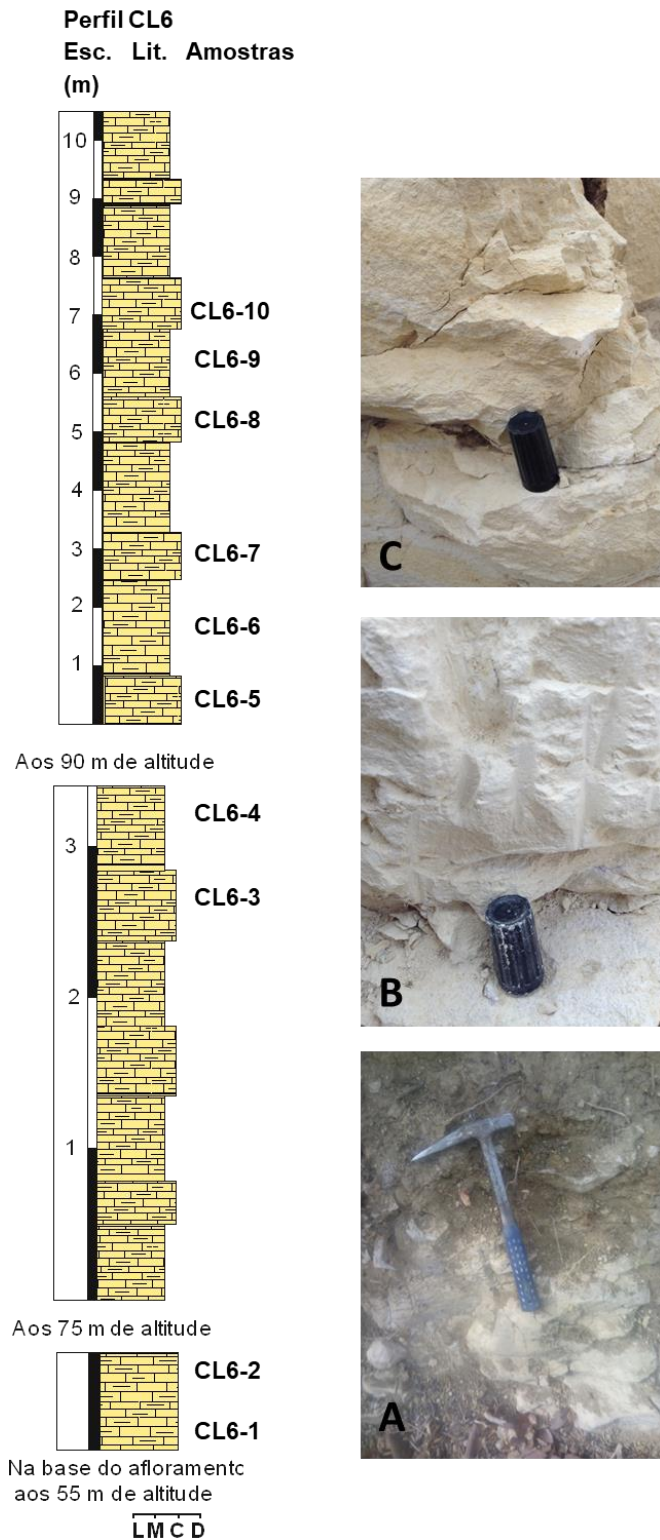 Perfil CL6
Esc. Lit. Amostras
(m)
10
9
8
7
6
5
4
3
2
1
CL6-10
CL6-9
CL6-8
CL6-7
CL6-6
CL6-5
Aos 90 m de altitude
3
2
1
CL6-4
CL6-3
Aos 75 m de altitude
CL6-2
CL6-1
Na base do afloramentc
aos 55 m de altitude
L M C D
C
B
A